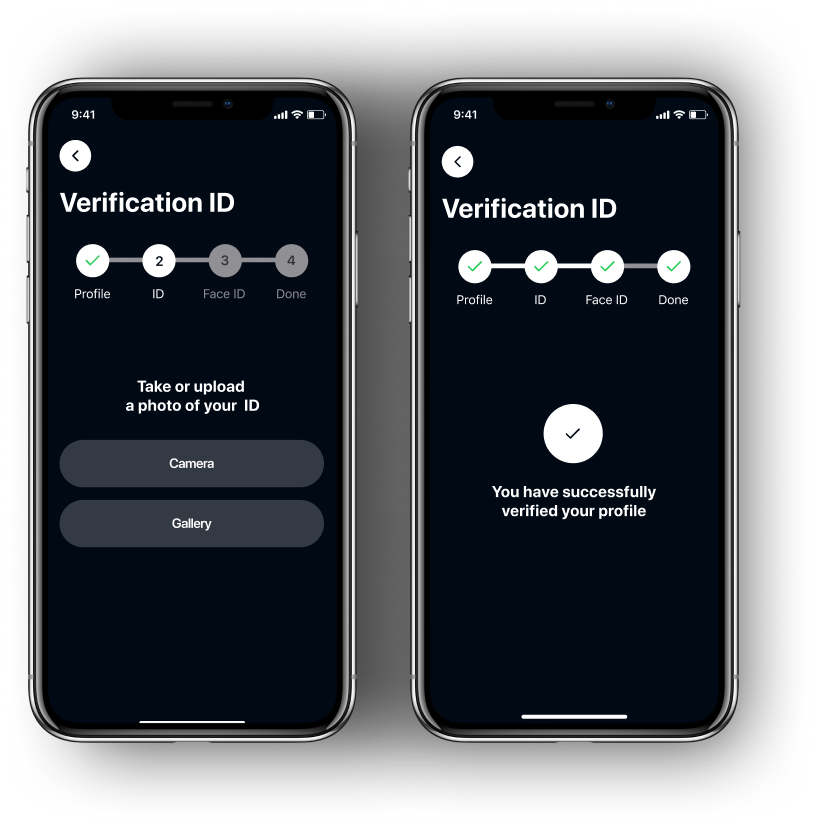 9:41
Verification ID
2
3
4
Profile
ID
Face ID
Done
Take or upload
a photo of your ID
Camera
Gallery
9:41
Verification ID
Profile
ID
Face ID
Done
You have successfully
verified your profile